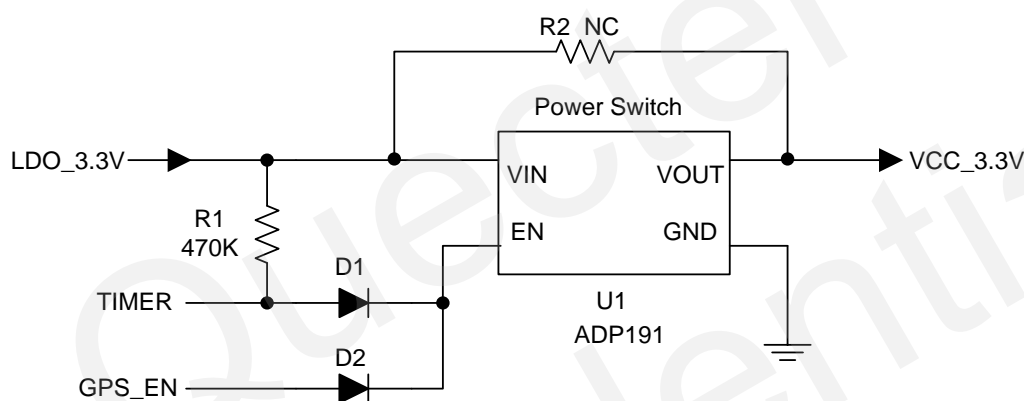 R2 NC
Power Switch
LDO_3.3V
VIN
VOUT
VCC_3.3V
R1
470K
EN
GND
D1
TIMER
U1
ADP191
D2
GPS_EN
Quectel